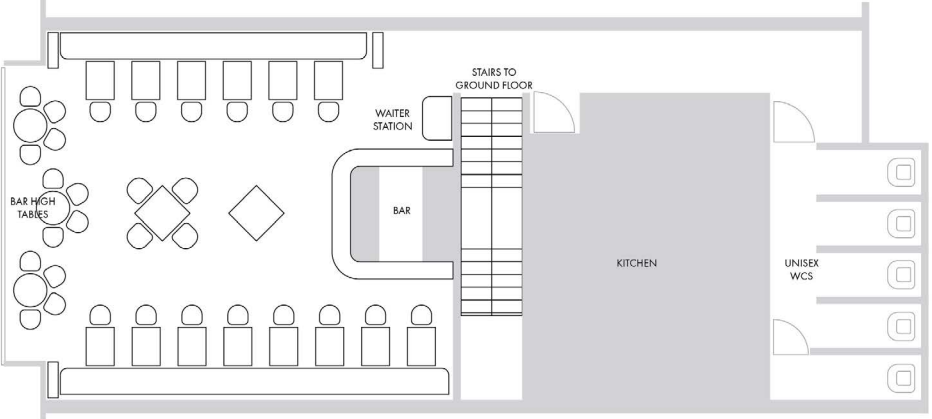 STAIRS TO
GROUND FLOOR
WAITER
STATION
BAR HIGH
TABLES
BAR
KITCHEN
UNISEX
WCS